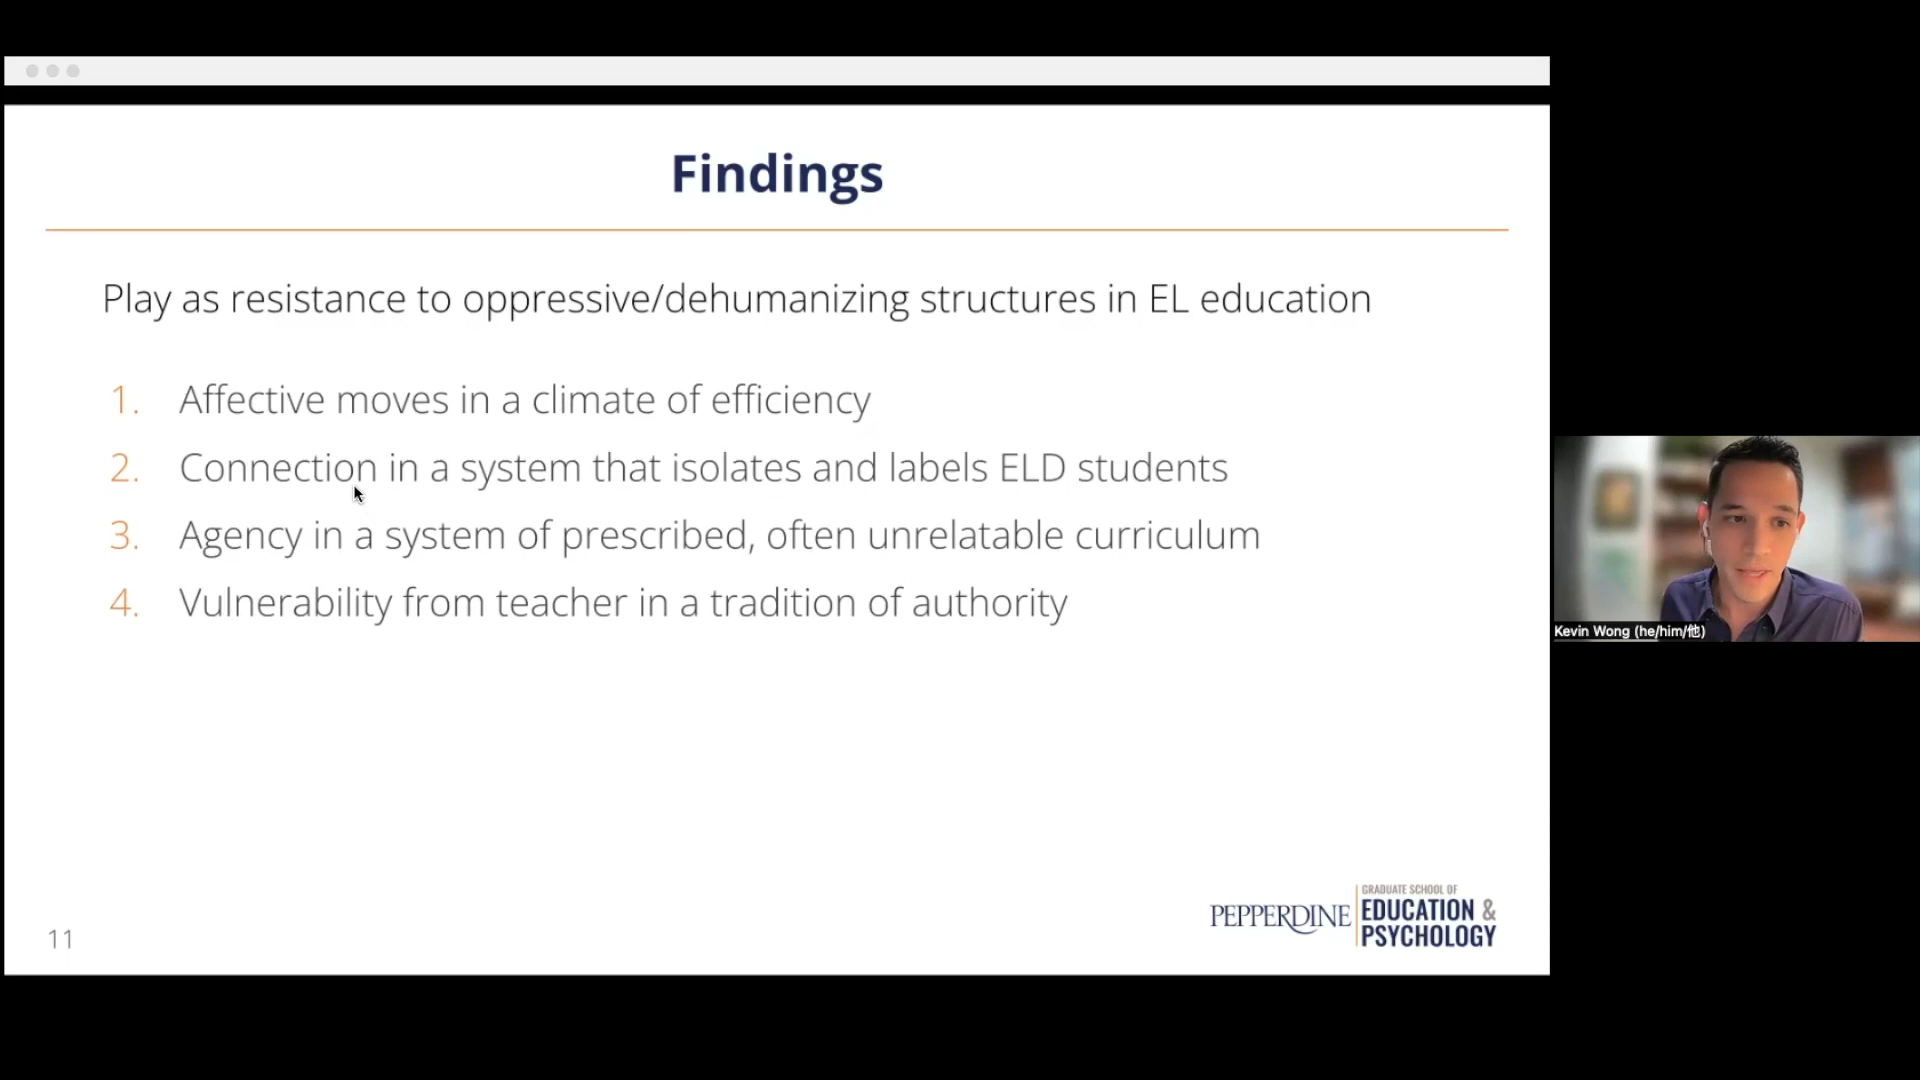 Findings
Play as resistance to oppressive/dehumanizing structures in EL education
1. Affective moves in a climate of efficiency
2. Connection in a system that isolates and labels ELD students
3. Agency in a system of prescribed, often unrelatable curriculum
4. Vulnerability from teacher in a tradition of authority
Kevin Wong (he/him/他)
11
PEPPERDINE
GRADUATE SCHOOL OF
EDUCATION &
PSYCHOLOGY